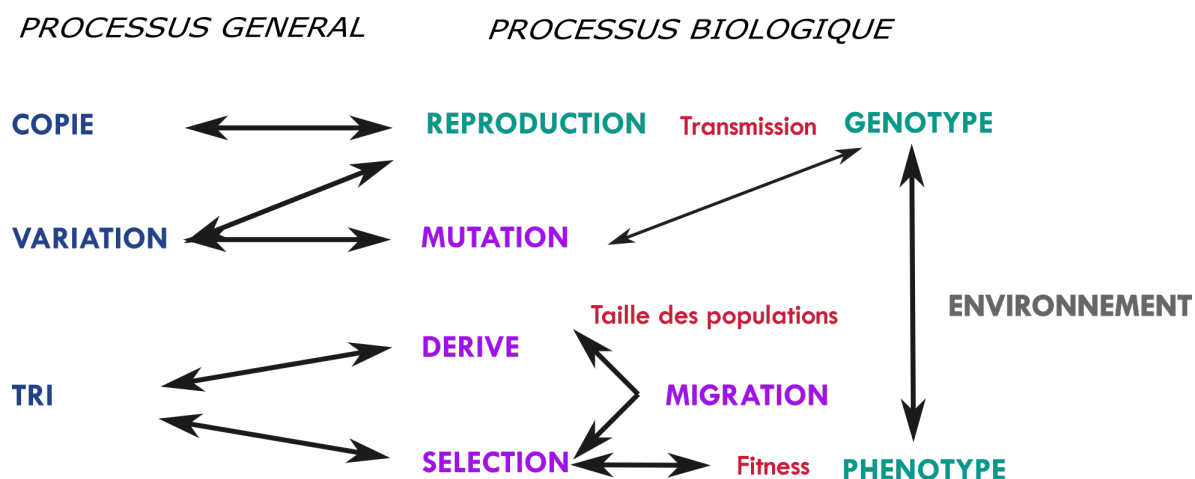 PROCESSUS GENERAL
PROCESSUS BIOLOGIQUE
COPIE
REPRODUCTION
Transmission
GENOTYPE
VARIATION
MUTATION
ENVIRONNEMENT
Taille des populations
DERIVE
TRI
MIGRATION
SELECTION
Fitness
PHENOTYPE